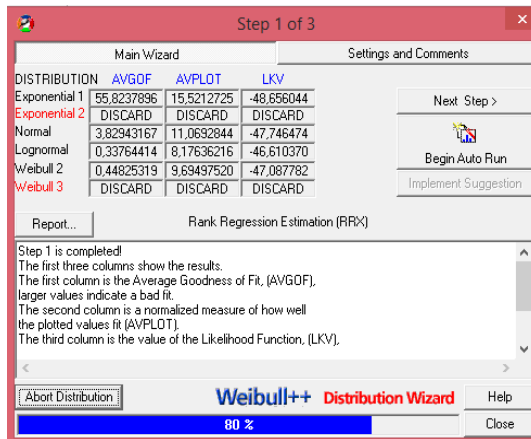 Step 1 of 3
Main Wizard Settings and Comments
DISTRIBUTION AVGOF AVPLOT LKV
Exponential 1 55,8237896 15,5212725 -48,656044
Exponential 2 DISCARD DISCARD DISCARD
Normal 3,82943167 11,0692844 -47,746474
Lognormal 0,33764414 8,17636216 -46,610370
Weibull 2 0,44825319 9,69497520 -47,087782
Weibull 3 DISCARD DISCARD DISCARD
Next Step >
Begin Auto Run
Implement Suggestion
Report... Rank Regression Estimation (RRX)
Step 1 is completed!
The first three columns show the results.
The first column is the Average Goodness of Fit, (AVGOF),
larger values indicate a bad fit.
The second column is a normalized measure of how well
the plotted values fit (AVPLOT).
The third column is the value of the Likelihood Function, (LKV),
Abort Distribution Weibull++ Distribution Wizard Help
80 % Close